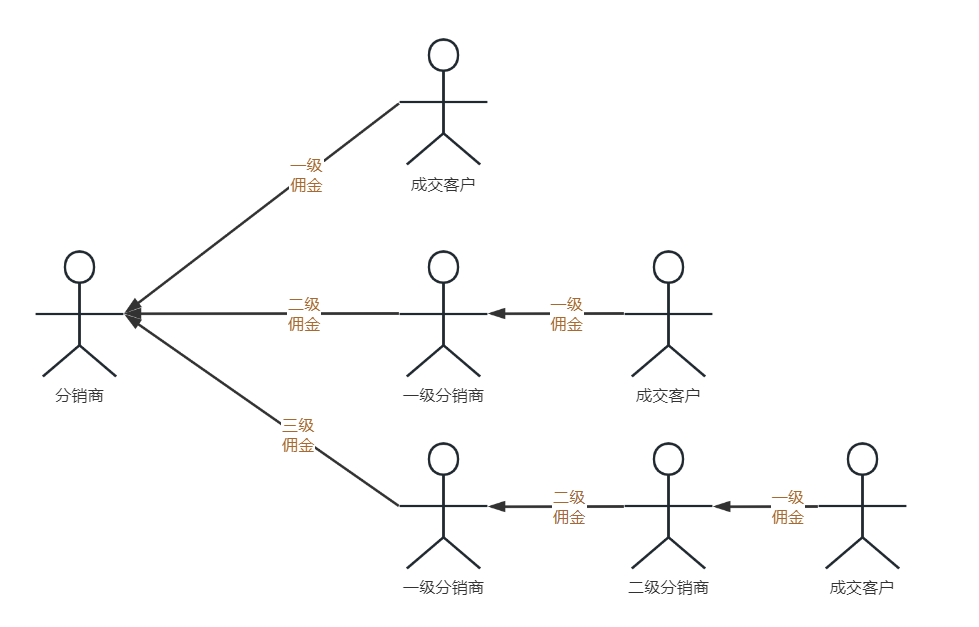 一级
佣金
成交客户
二级
佣金
一级
佣金
分销商
一级分销商
成交客户
三级
佣金
二级
佣金
一级
佣金
一级分销商
二级分销商
成交客户